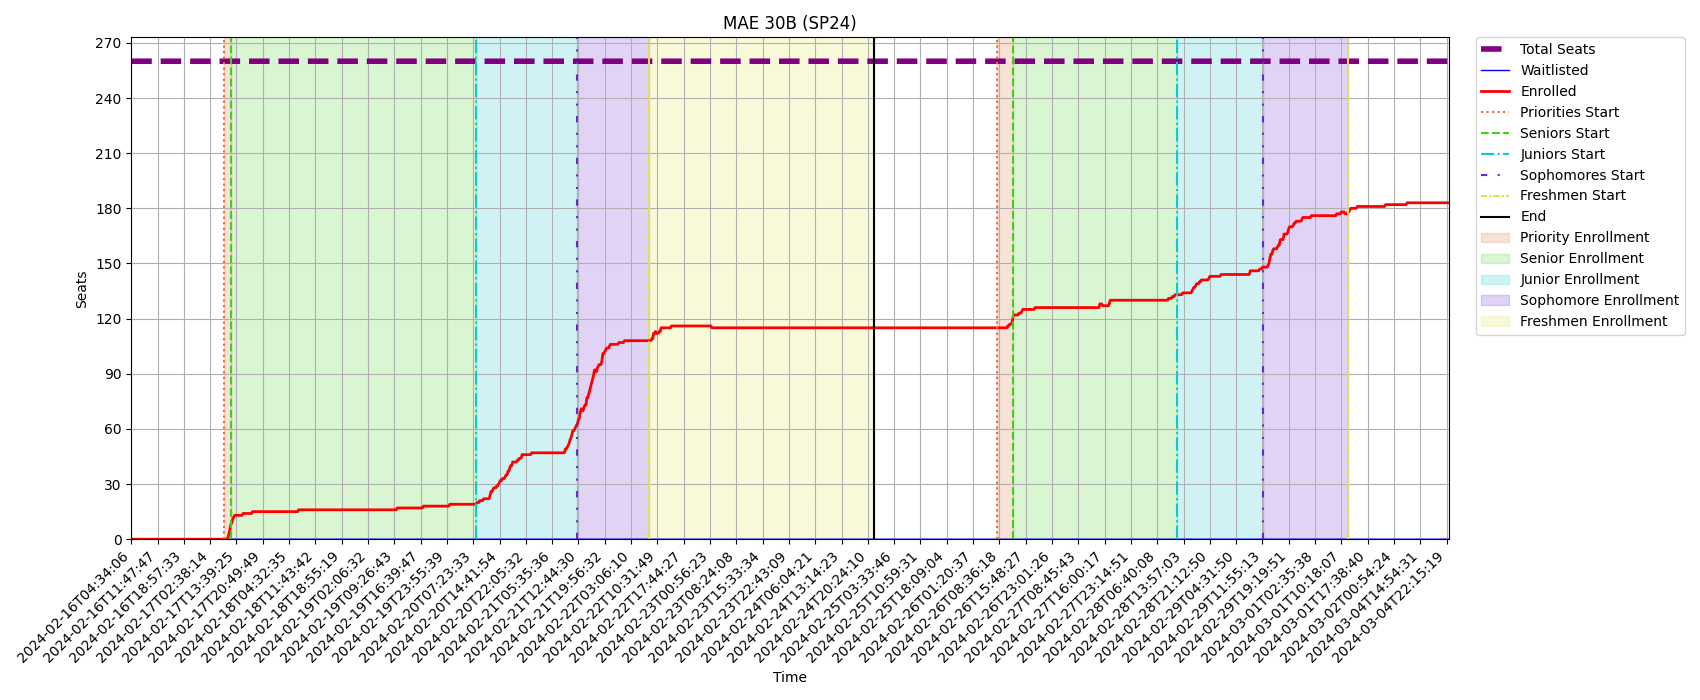 MAE 30B (SP24)
270
240
210
180
150
120
90
60
30
0
Seats
2024-02-16T04:34:06
2024-02-16T11:47:47
2024-02-16T18:57:33
2024-02-17T02:38:14
2024-02-17T13:39:25
2024-02-17T20:49:49
2024-02-18T04:32:35
2024-02-18T11:43:42
2024-02-18T18:55:19
2024-02-19T02:06:32
2024-02-19T09:26:43
2024-02-19T16:39:47
2024-02-19T23:55:39
2024-02-20T07:23:33
2024-02-20T14:41:54
2024-02-20T22:05:32
2024-02-21T05:35:36
2024-02-21T12:44:30
2024-02-21T19:56:32
2024-02-22T03:06:10
2024-02-22T10:31:49
2024-02-22T17:44:27
2024-02-23T00:56:23
2024-02-23T08:24:08
2024-02-23T15:33:34
2024-02-23T22:43:09
2024-02-24T06:04:21
2024-02-24T13:14:23
2024-02-24T20:24:10
2024-02-25T03:33:46
2024-02-25T10:59:31
2024-02-25T18:09:04
2024-02-26T01:20:37
2024-02-26T08:36:18
2024-02-26T15:48:27
2024-02-26T23:01:26
2024-02-27T08:45:43
2024-02-27T16:00:17
2024-02-27T23:14:51
2024-02-28T06:40:09
2024-02-28T13:57:03
2024-02-28T21:12:50
2024-02-29T04:31:50
2024-02-29T11:55:13
2024-02-29T19:19:51
2024-03-01T02:35:38
2024-03-01T10:18:07
2024-03-01T17:38:40
2024-03-02T00:54:24
2024-03-04T14:54:31
2024-03-04T22:15:19
Time
Total Seats
Waitlisted
Enrolled
Priorities Start
Seniors Start
Juniors Start
Sophomores Start
Freshmen Start
End
Priority Enrollment
Senior Enrollment
Junior Enrollment
Sophomore Enrollment
Freshmen Enrollment